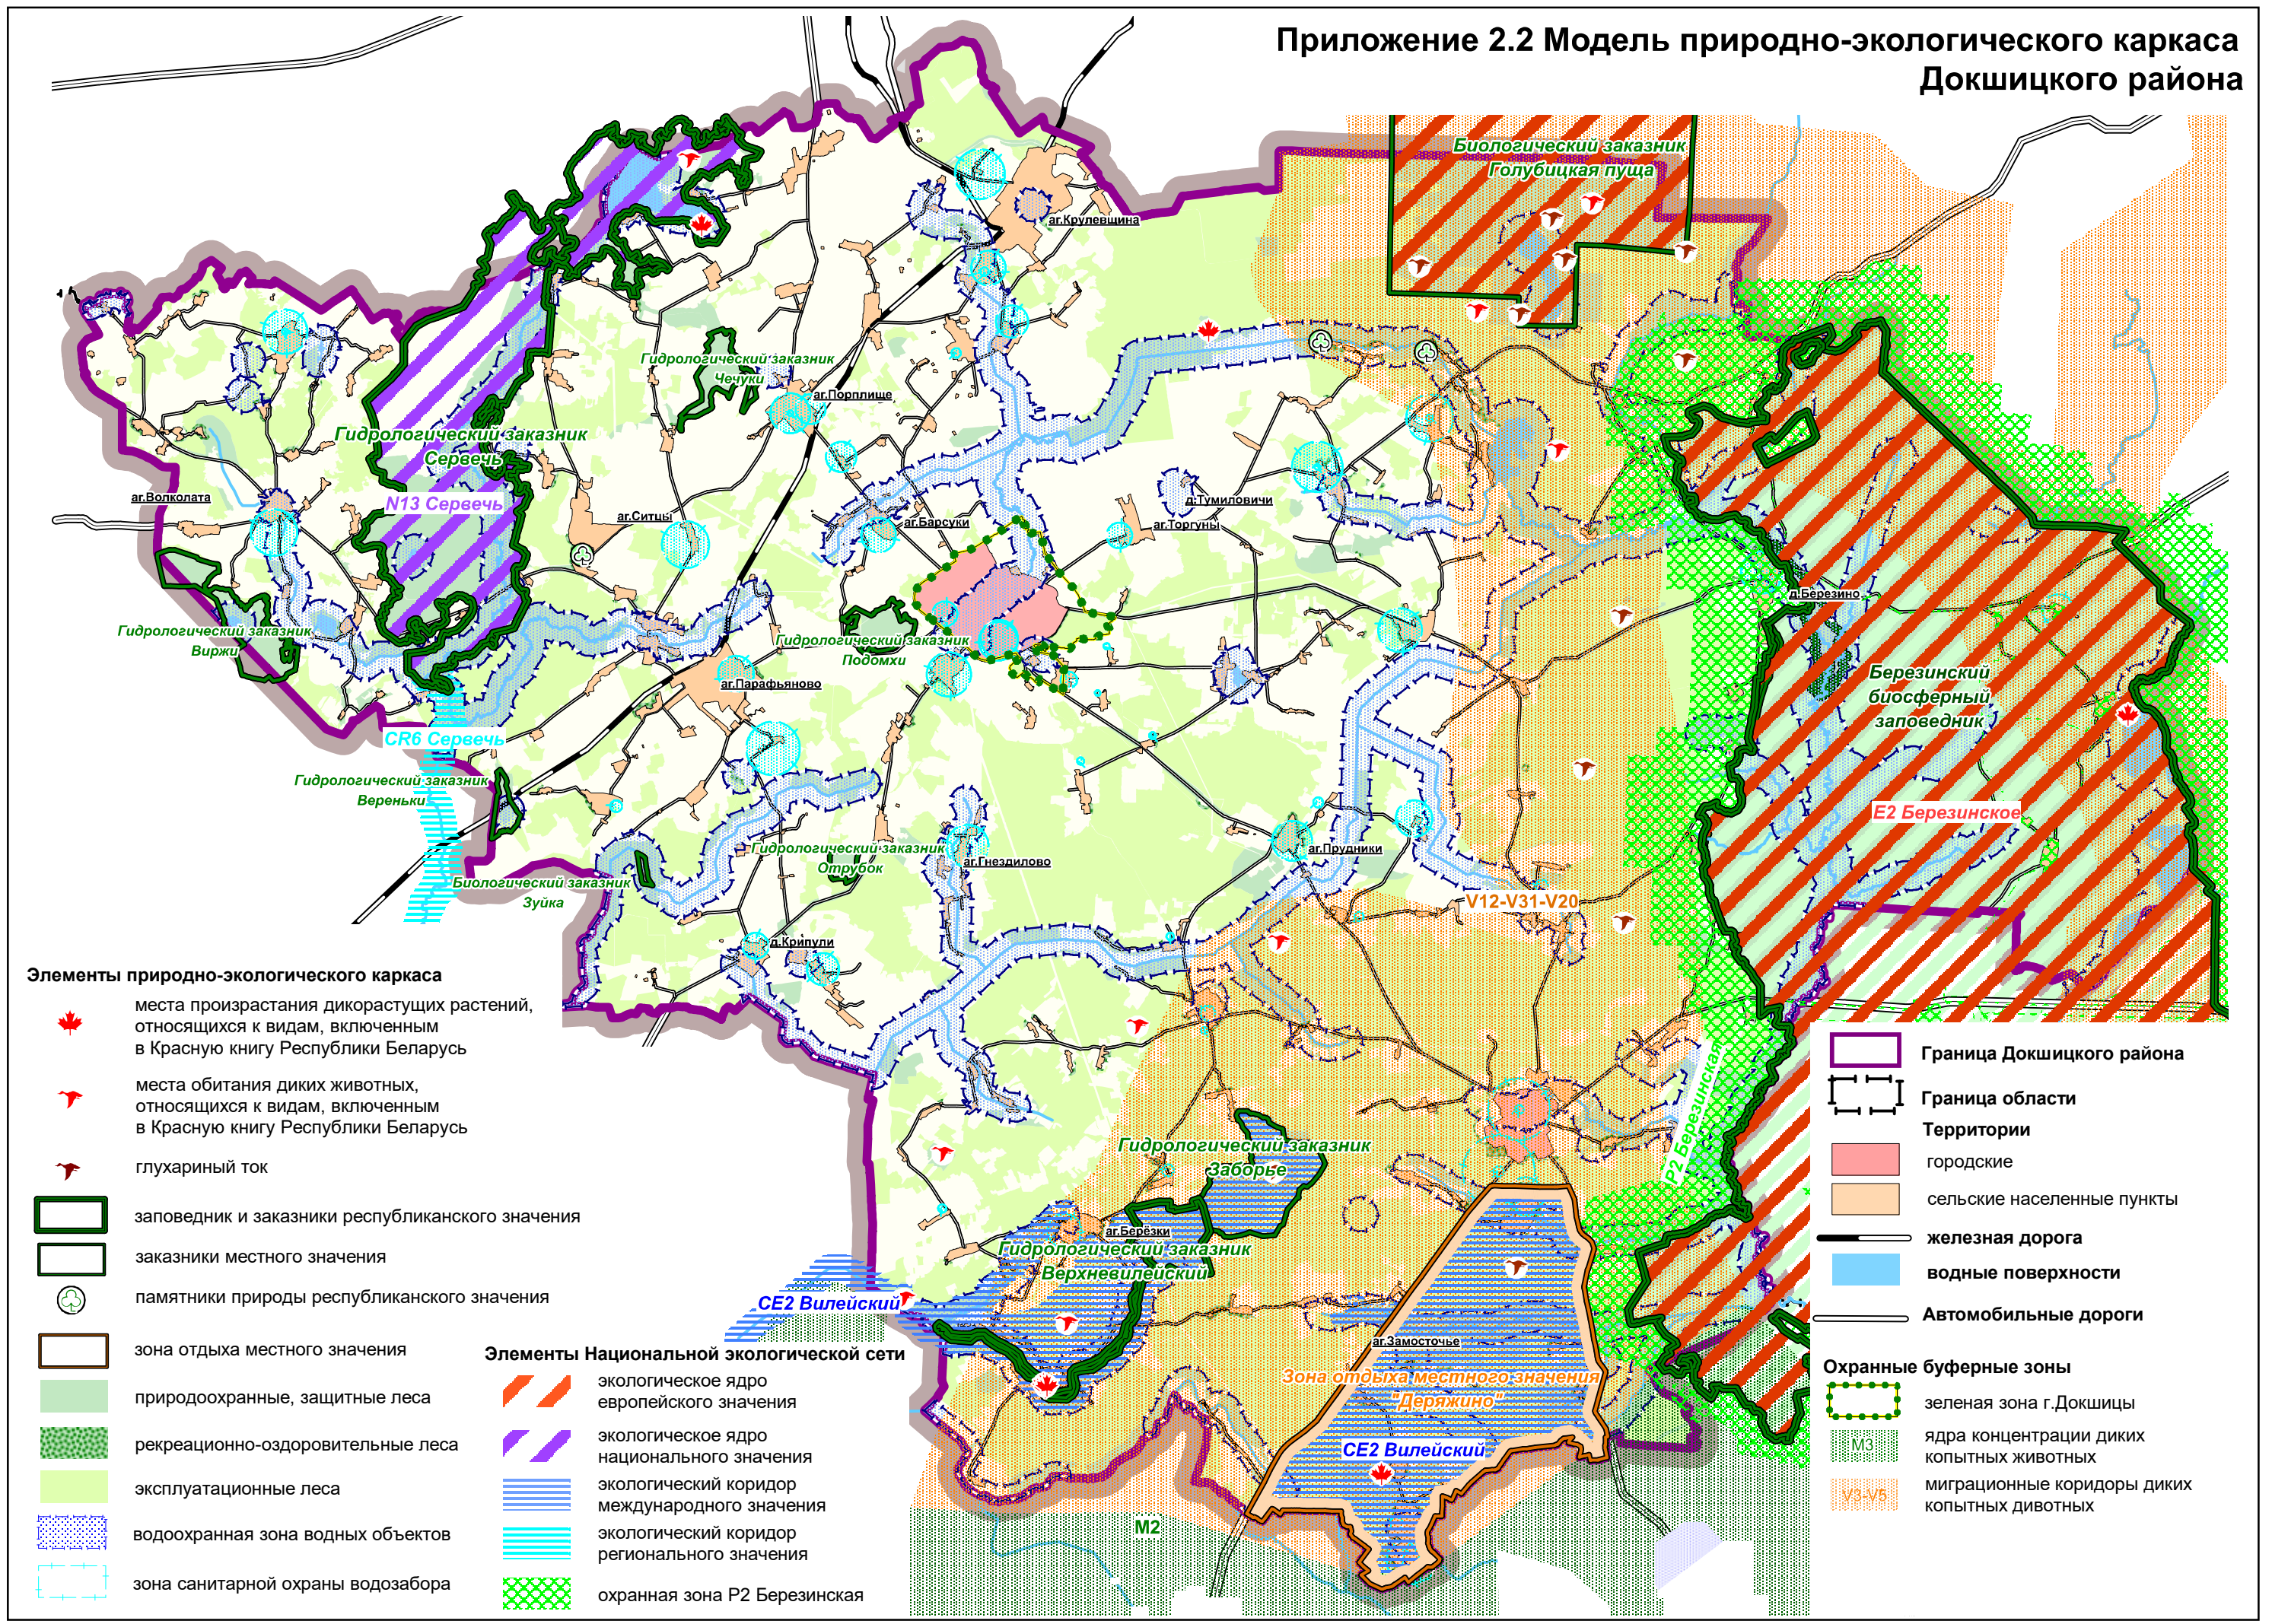 Приложение 2.2 Модель природно-экологического каркаса
Докшицкого района
Биологический заказник
Голубицкая пуща
аг.Крулевщина
Гидрологический заказник
Чечуки
аг.Порплище
Гидрологический заказник
Сервечь
N13 Сервечь
аг.Волколата
аг.Ситцы
аг.Барсуки
д.Тумиловичи
аг.Торгуны
д.Березино
Гидрологический заказник
Виржи
Гидрологический заказник
Подомхи
аг.Парафьяново
Березинский
биосферный
заповедник
CR6 Сервечь
Гидрологический заказник
Вереньки
E2 Березинское
Гидрологический заказник
Отрубок
аг.Гнездилово
аг.Прудники
Биологический заказник
Зуйка
V12-V31-V20
д.Крипули
P2 Березинская
Гидрологический заказник
Заборье
аг.Берёзки
Гидрологический заказник
Верхневилейский
CE2 Вилейский
аг.Замосточье
Зона отдыха местного значения
"Деряжино"
CE2 Вилейский
M2
Элементы природно-экологического каркаса
места произрастания дикорастущих растений,
относящихся к видам, включенным
в Красную книгу Республики Беларусь
места обитания диких животных,
относящихся к видам, включенным
в Красную книгу Республики Беларусь
глухариный ток
заповедник и заказники республиканского значения
заказники местного значения
памятники природы республиканского значения
зона отдыха местного значения
природоохранные, защитные леса
рекреационно-оздоровительные леса
эксплуатационные леса
водоохранная зона водных объектов
зона санитарной охраны водозабора
Элементы Национальной экологической сети
экологическое ядро
европейского значения
экологическое ядро
национального значения
экологический коридор
международного значения
экологический коридор
регионального значения
охранная зона P2 Березинская
Граница Докшицкого района
Граница области
Территории
городские
сельские населенные пункты
железная дорога
водные поверхности
Автомобильные дороги
Охранные буферные зоны
зеленая зона г.Докшицы
M3
ядра концентрации диких
копытных животных
V3-V5
миграционные коридоры диких
копытных дивотных